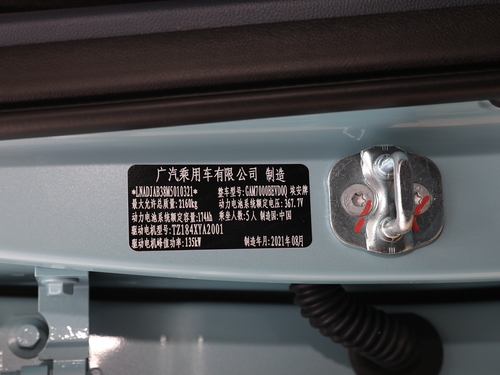 广汽乘用车有限公司 制造
*LNADJAB38M5010321* 整车型号:GAM7000BEVD0Q 埃安牌
最大允许总质量:2160kg 动力电池系统额定电压:367.7V
动力电池系统额定容量:174Ah 乘坐人数:5人 制造国:中国
驱动电机型号:TZ184XYA2001
驱动电机峰值功率:135kW 制造年月:2021年08月